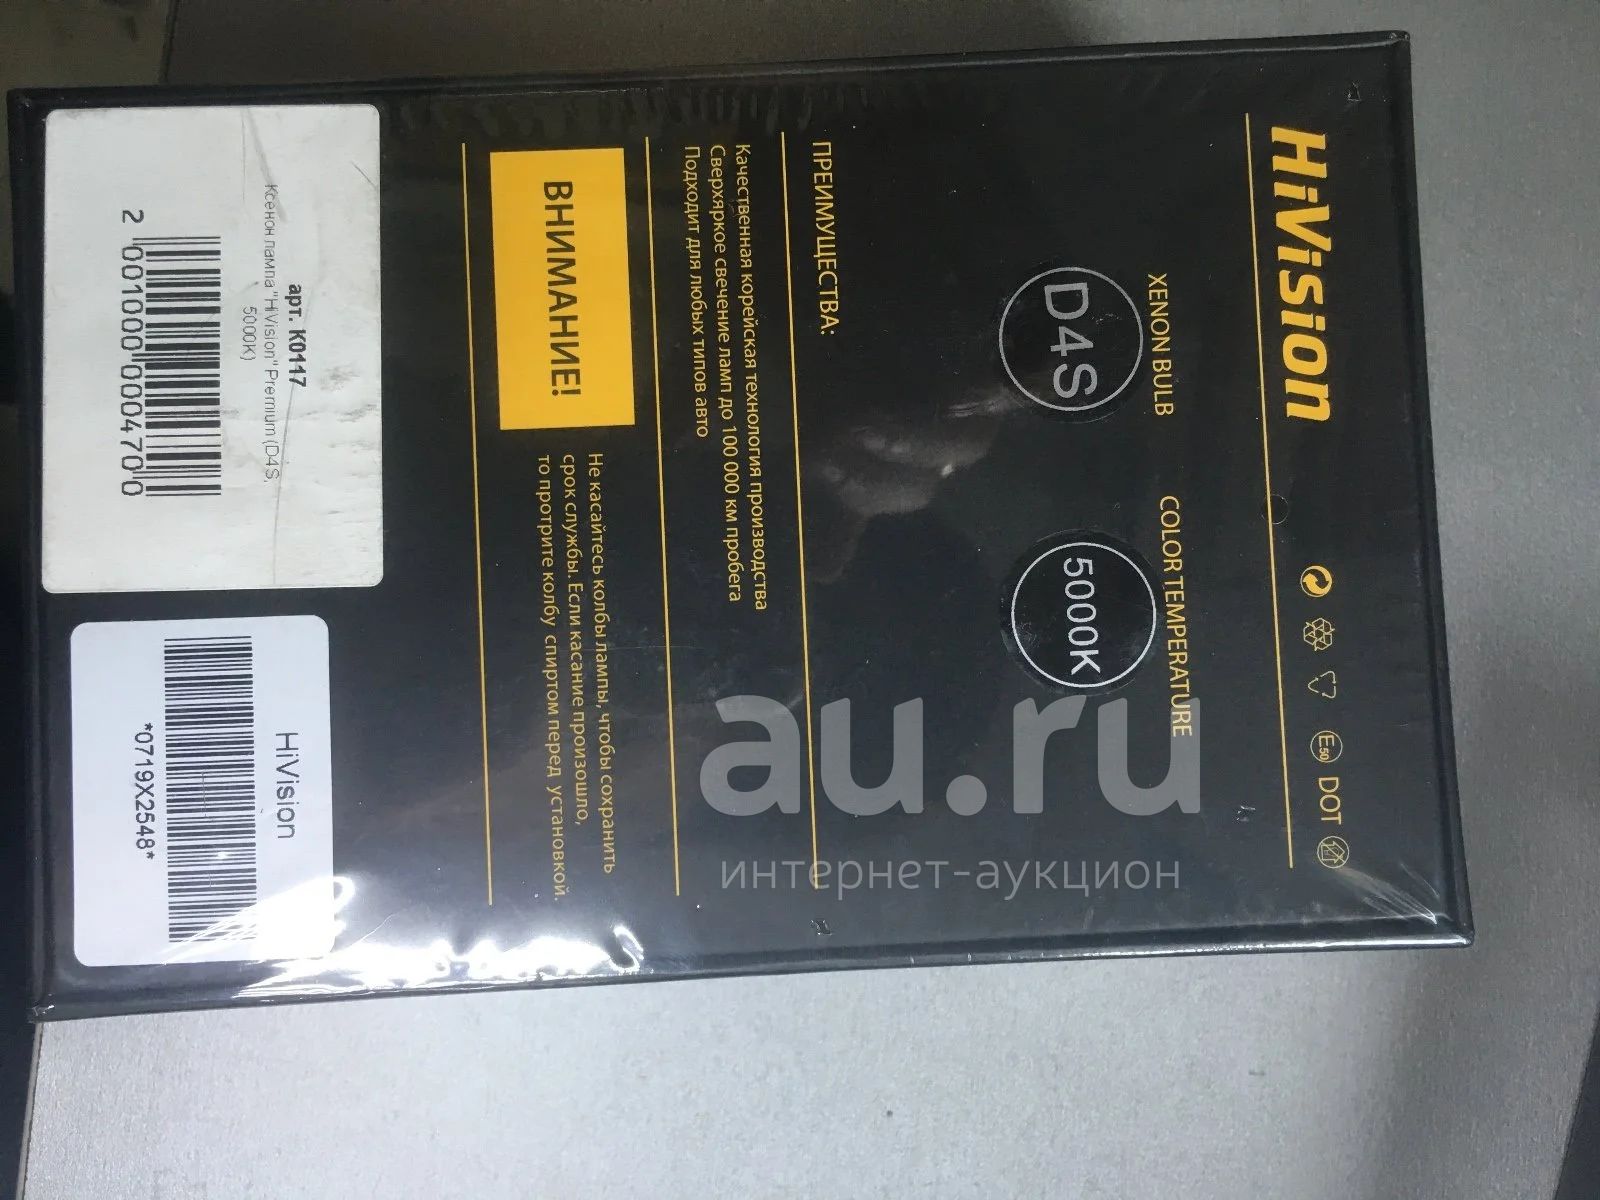 HiVision
E50 DOT
XENON BULB
COLOR TEMPERATURE
D4S
5000K
ПРЕИМУЩЕСТВА:
Качественная корейская технология производства
Сверхяркое свечение ламп до 100 000 км пробега
Подходит для любых типов авто
ВНИМАНИЕ!
Не касайтесь колбы лампы, чтобы сохранить
срок службы. Если касание произошло,
то протрите колбу спиртом перед установкой.
арт. K0117
Ксенон лампа "HiVision" Premium (D4S,
5000K)
2 001000 000470 0
HiVision
*0719X2548*
au.ru
интернет-аукцион